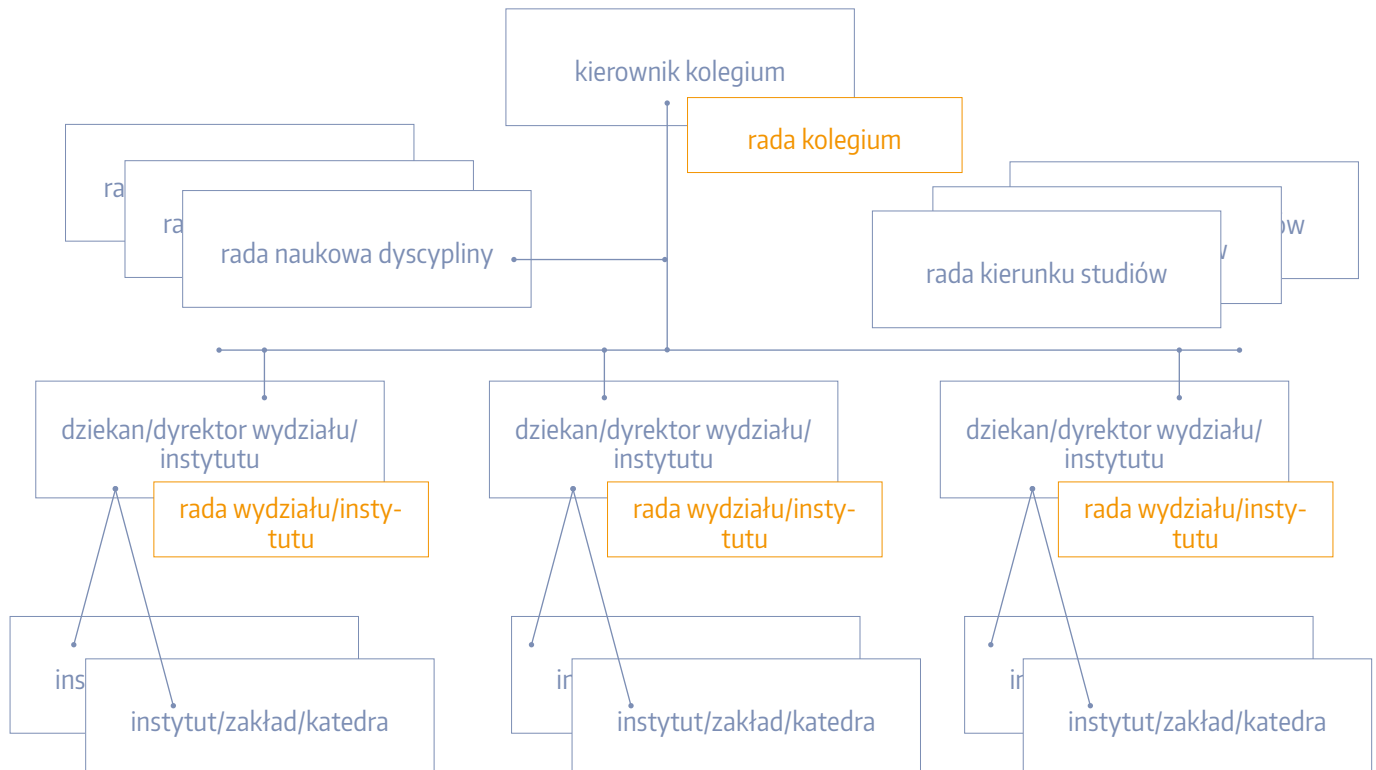 kierownik kolegium
rada kolegium
rada naukowa dyscypliny
rada kierunku studiów
dziekan/dyrektor wydziału/
instytutu
rada wydziału/insty-
tutu
dziekan/dyrektor wydziału/
instytutu
rada wydziału/insty-
tutu
dziekan/dyrektor wydziału/
instytutu
rada wydziału/insty-
tutu
instytut/zakład/katedra
instytut/zakład/katedra
instytut/zakład/katedra